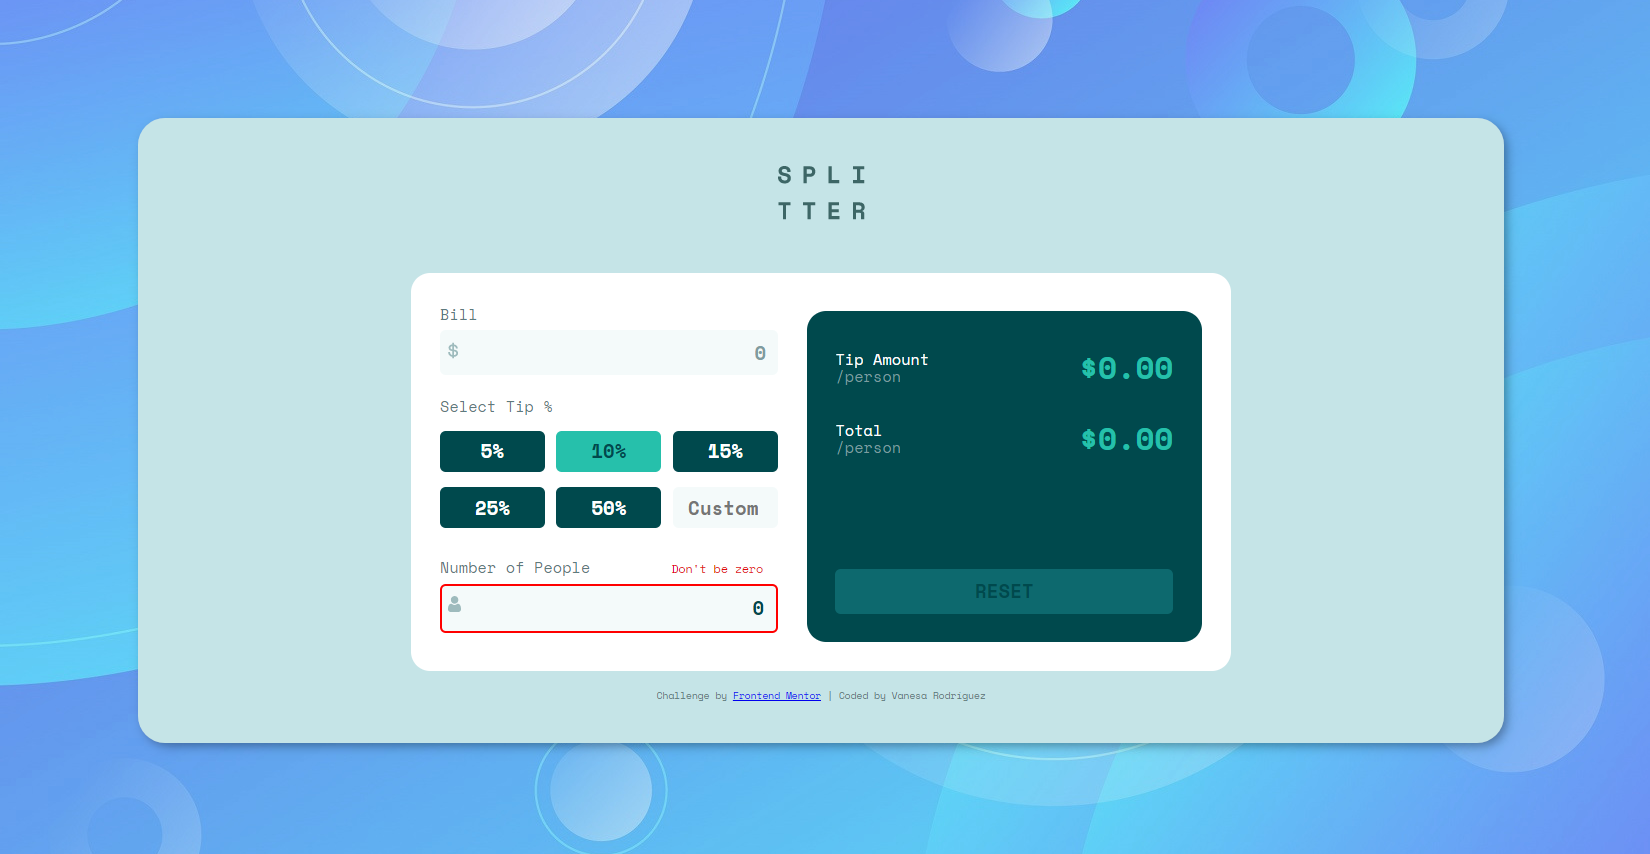 SPLI
TTER
Bill
$ 0
Select Tip %
5% 10% 15%
25% 50% Custom
Number of People Don't be zero
0
Tip Amount
/person
$0.00
Total
/person
$0.00
RESET
Challenge by Frontend Mentor | Coded by Vanesa Rodríguez